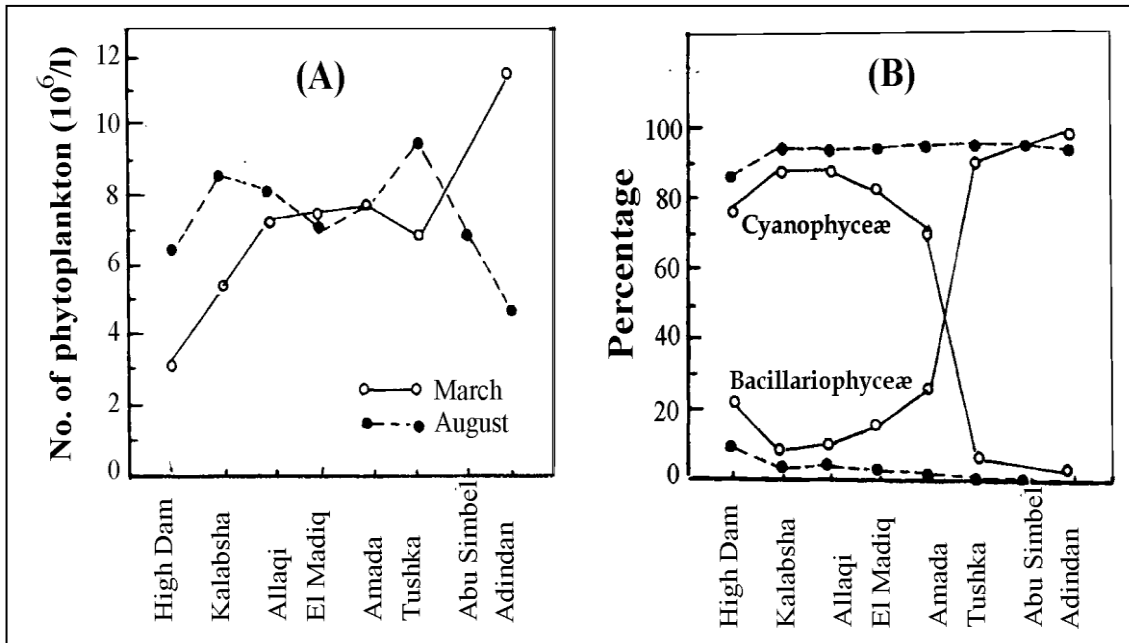 (A)
No. of phytoplankton (10⁶/l)
12
10
8
6
4
2
0
March
August
High Dam
Kalabsha
Allaqi
El Madiq
Amada
Tushka
Abu Simbel
Adindan
(B)
Percentage
100
80
60
40
20
0
Cyanophyceæ
Bacillariophyceæ
High Dam
Kalabsha
Allaqi
El Madiq
Amada
Tushka
Abu Simbel
Adindan